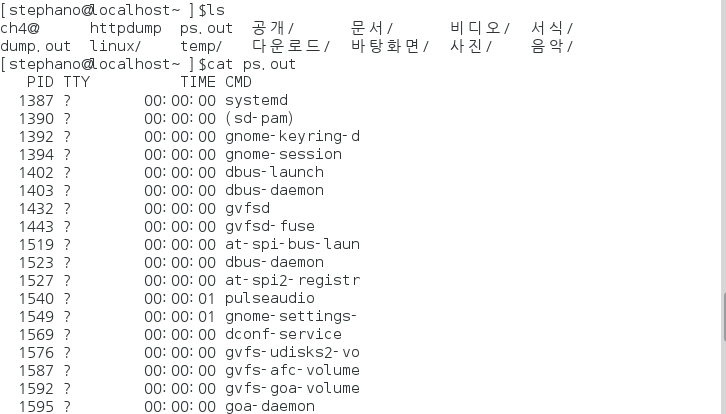 [stephano@localhost~ ]$ls
ch4@ httpdump ps.out 공개/ 문서/ 비디오/ 서식/
dump.out linux/ temp/ 다운로드/ 바탕화면/ 사진/ 음악/
[stephano@localhost~ ]$cat ps.out
PID TTY TIME CMD
1387 ? 00:00:00 systemd
1390 ? 00:00:00 (sd-pam)
1392 ? 00:00:00 gnome-keyring-d
1394 ? 00:00:00 gnome-session
1402 ? 00:00:00 dbus-launch
1403 ? 00:00:00 dbus-daemon
1432 ? 00:00:00 gvfsd
1443 ? 00:00:00 gvfsd-fuse
1519 ? 00:00:00 at-spi-bus-laun
1523 ? 00:00:00 dbus-daemon
1527 ? 00:00:00 at-spi2-registr
1540 ? 00:00:01 pulseaudio
1549 ? 00:00:01 gnome-settings-
1569 ? 00:00:00 dconf-service
1576 ? 00:00:00 gvfs-udisks2-vo
1587 ? 00:00:00 gvfs-afc-volume
1592 ? 00:00:00 gvfs-goa-volume
1595 ? 00:00:00 goa-daemon